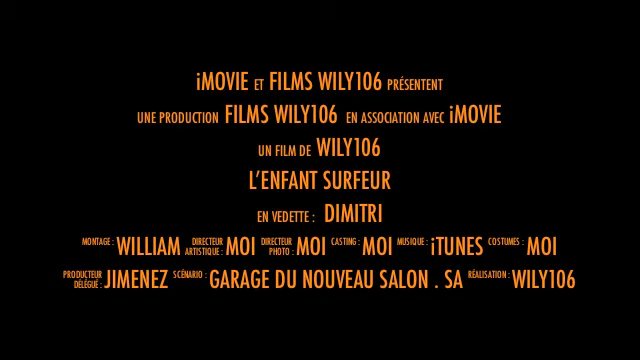 iMOVIE ET FILMS WILY106 PRÉSENTENT
UNE PRODUCTION FILMS WILY106 EN ASSOCIATION AVEC iMOVIE
UN FILM DE WILY106
L'ENFANT SURFEUR
EN VEDETTE : DIMITRI
MONTAGE : WILLIAM DIRECTEUR ARTISTIQUE : MOI DIRECTEUR PHOTO : MOI CASTING : MOI MUSIQUE : iTUNES COSTUMES : MOI
PRODUCTEUR DÉLÉGUÉ : JIMENEZ SCÉNARIO : GARAGE DU NOUVEAU SALON . SA RÉALISATION : WILY106